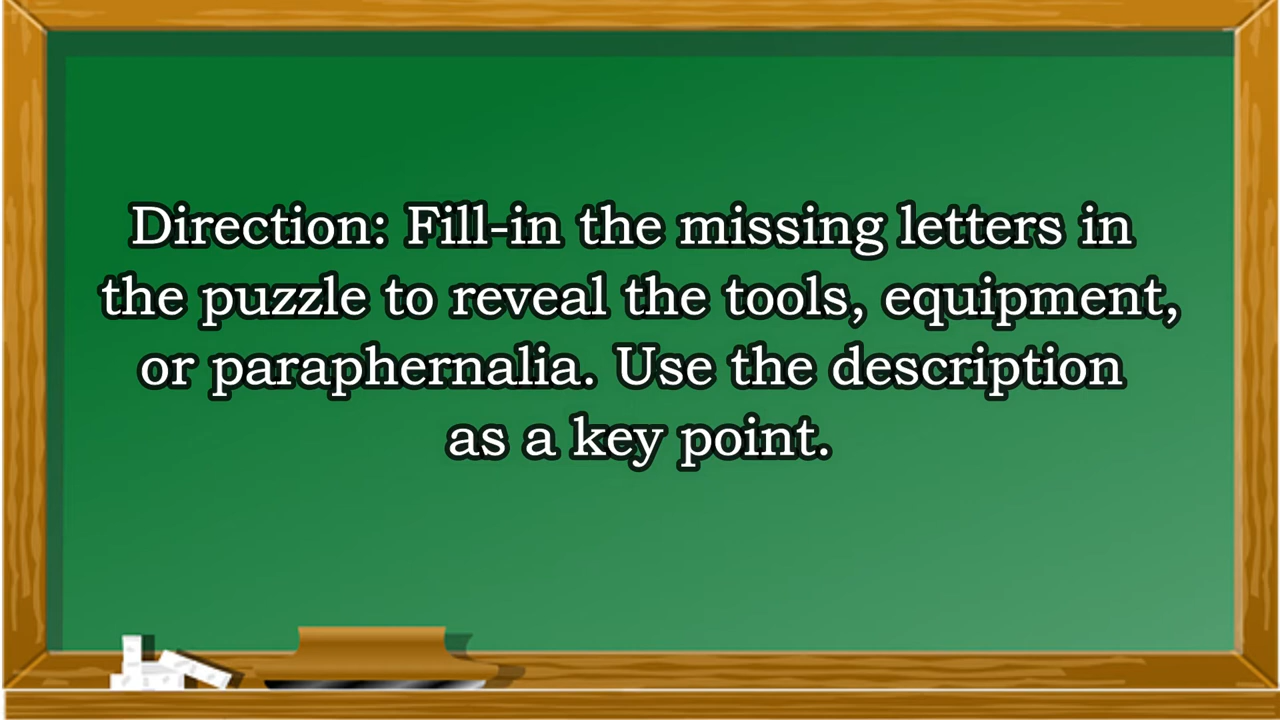 Direction: Fill-in the missing letters in
the puzzle to reveal the tools, equipment,
or paraphernalia. Use the description
as a key point.